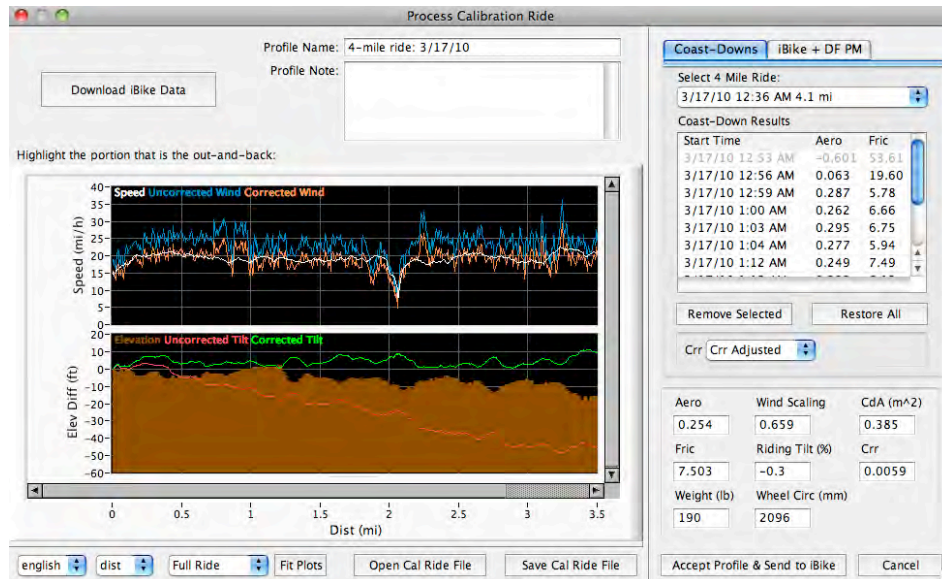 Process Calibration Ride
Profile Name: 4-mile ride: 3/17/10
Profile Note:
Download iBike Data
Highlight the portion that is the out-and-back:
Speed Uncorrected Wind Corrected Wind
Speed (mi/h)
40
35
30
25
20
15
10
5
0
Elevation Uncorrected Tilt Corrected Tilt
Elev Diff (ft)
20
10
0
-10
-20
-30
-40
-50
-60
0 0.5 1 1.5 2 2.5 3 3.5
Dist (mi)
english dist Full Ride Fit Plots Open Cal Ride File Save Cal Ride File
Coast-Downs iBike + DF PM
Select 4 Mile Ride:
3/17/10 12:36 AM 4.1 mi
Coast-Down Results
Start Time Aero Fric
3/17/10 12:53 AM -0.601 53.61
3/17/10 12:56 AM 0.063 19.60
3/17/10 12:59 AM 0.287 5.78
3/17/10 1:00 AM 0.262 6.66
3/17/10 1:03 AM 0.295 6.75
3/17/10 1:04 AM 0.277 5.94
3/17/10 1:12 AM 0.249 7.49
Remove Selected Restore All
Crr Crr Adjusted
Aero Wind Scaling CdA (m^2)
0.254 0.659 0.385
Fric Riding Tilt (%) Crr
7.503 -0.3 0.0059
Weight (lb) Wheel Circ (mm)
190 2096
Accept Profile & Send to iBike Cancel